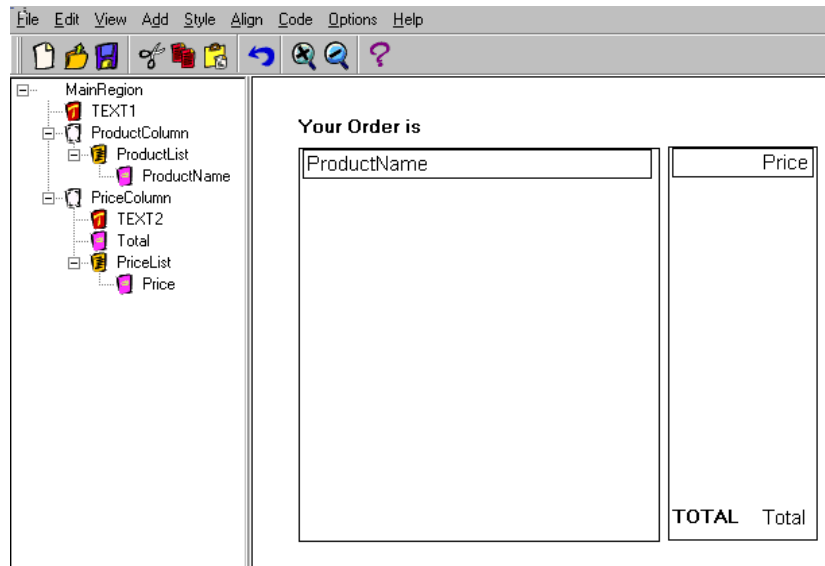 File Edit View Add Style Align Code Options Help
MainRegion
TEXT1
ProductColumn
ProductList
ProductName
PriceColumn
TEXT2
Total
PriceList
Price
Your Order is
ProductName
Price
TOTAL Total